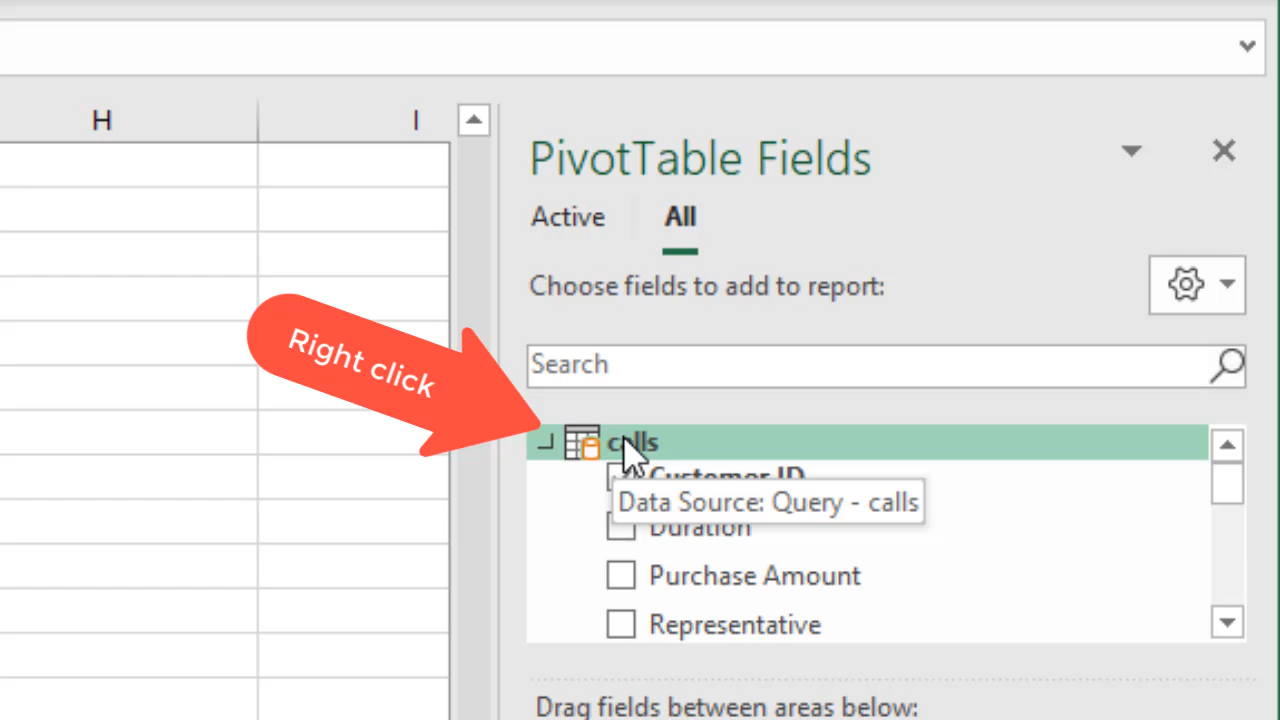 H
I
PivotTable Fields
Active
All
Choose fields to add to report:
Right click
Search
calls
Customer ID
Data Source: Query - calls
Duration
Purchase Amount
Representative
Drag fields between areas below: